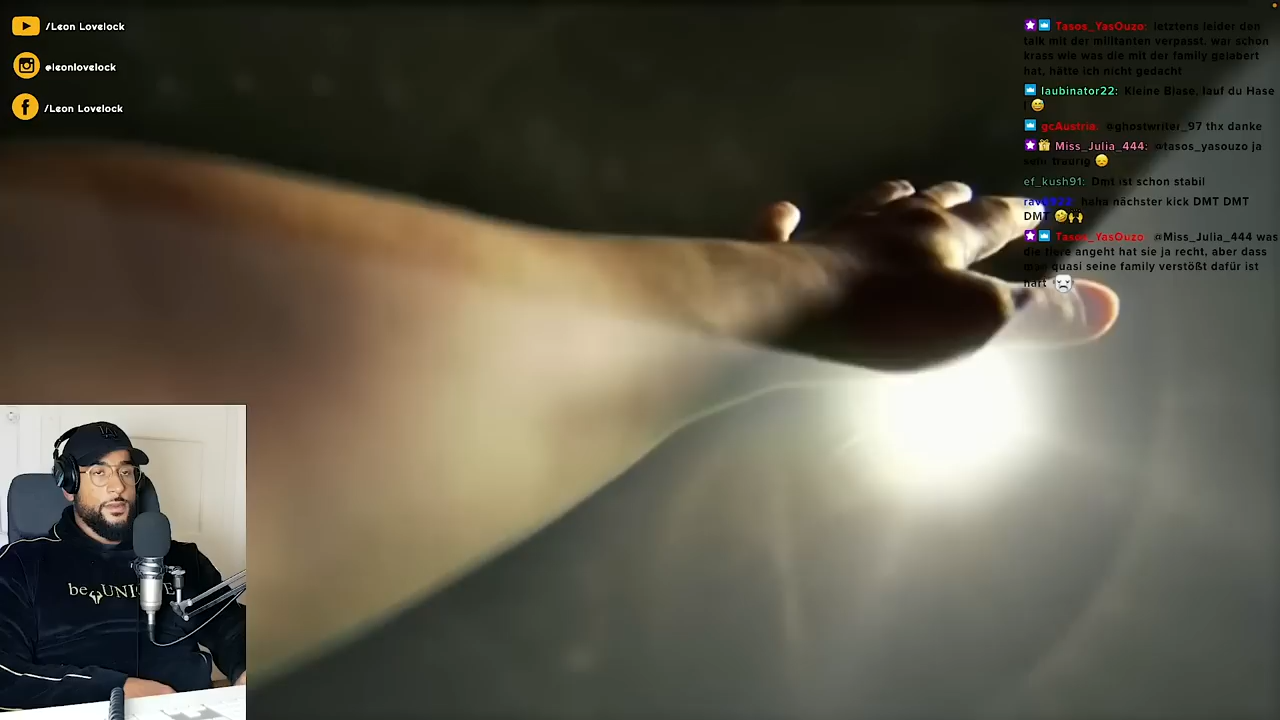 /Leon Lovelock
@leonlovelock
/Leon Lovelock
Tasos_YasOuzo: letztens leider den
talk mit der militanten verpasst. war schon
krass wie was die mit der family gelabert
hat, hätte ich nicht gedacht
laubinator22: Kleine Blase, lauf du Hase
! 😅
gcAustria: @ghostwriter_97 thx danke
Miss_Julia_444: @tasos_yasouzo ja
sehr traurig 😞
ef_kush91: Dmt ist schon stabil
haha nächster kick DMT DMT
DMT 🤣🙌
Tasos_YasOuzo: @Miss_Julia_444 was
die tiere angeht hat sie ja recht, aber dass
man quasi seine family verstößt dafür ist
hart
be UNI E